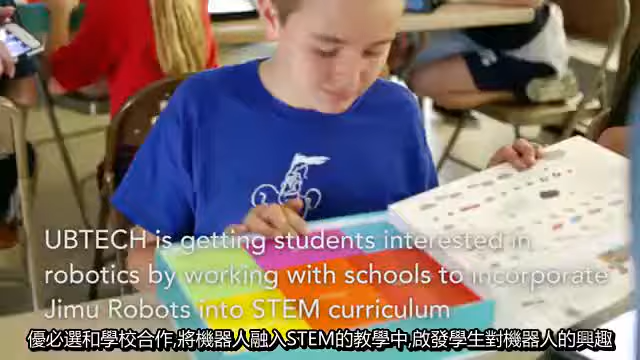 UBTECH is getting students interested in
robotics by working with schools to incorporate
Jimu Robots into STEM curriculum
優必選和學校合作,將機器人融入STEM的教學中,啟發學生對機器人的興趣